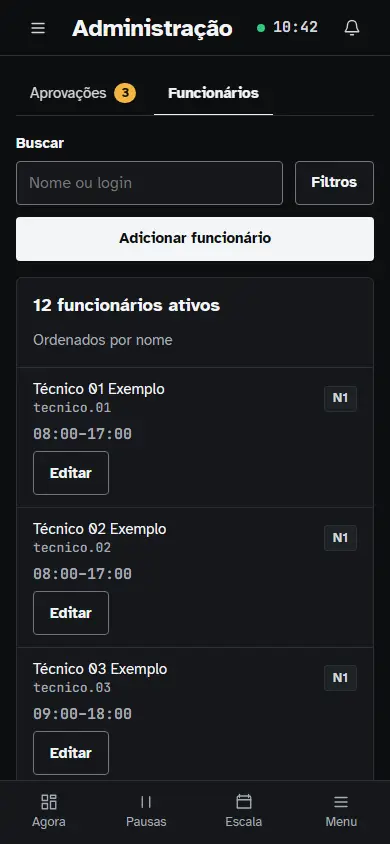 Administração
10:42
Aprovações 3
Funcionários
Buscar
Nome ou login
Filtros
Adicionar funcionário
12 funcionários ativos
Ordenados por nome
Técnico 01 Exemplo
tecnico.01
N1
08:00–17:00
Editar
Técnico 02 Exemplo
tecnico.02
N1
08:00–17:00
Editar
Técnico 03 Exemplo
tecnico.03
N1
09:00–18:00
Editar
Agora
Pausas
Escala
Menu